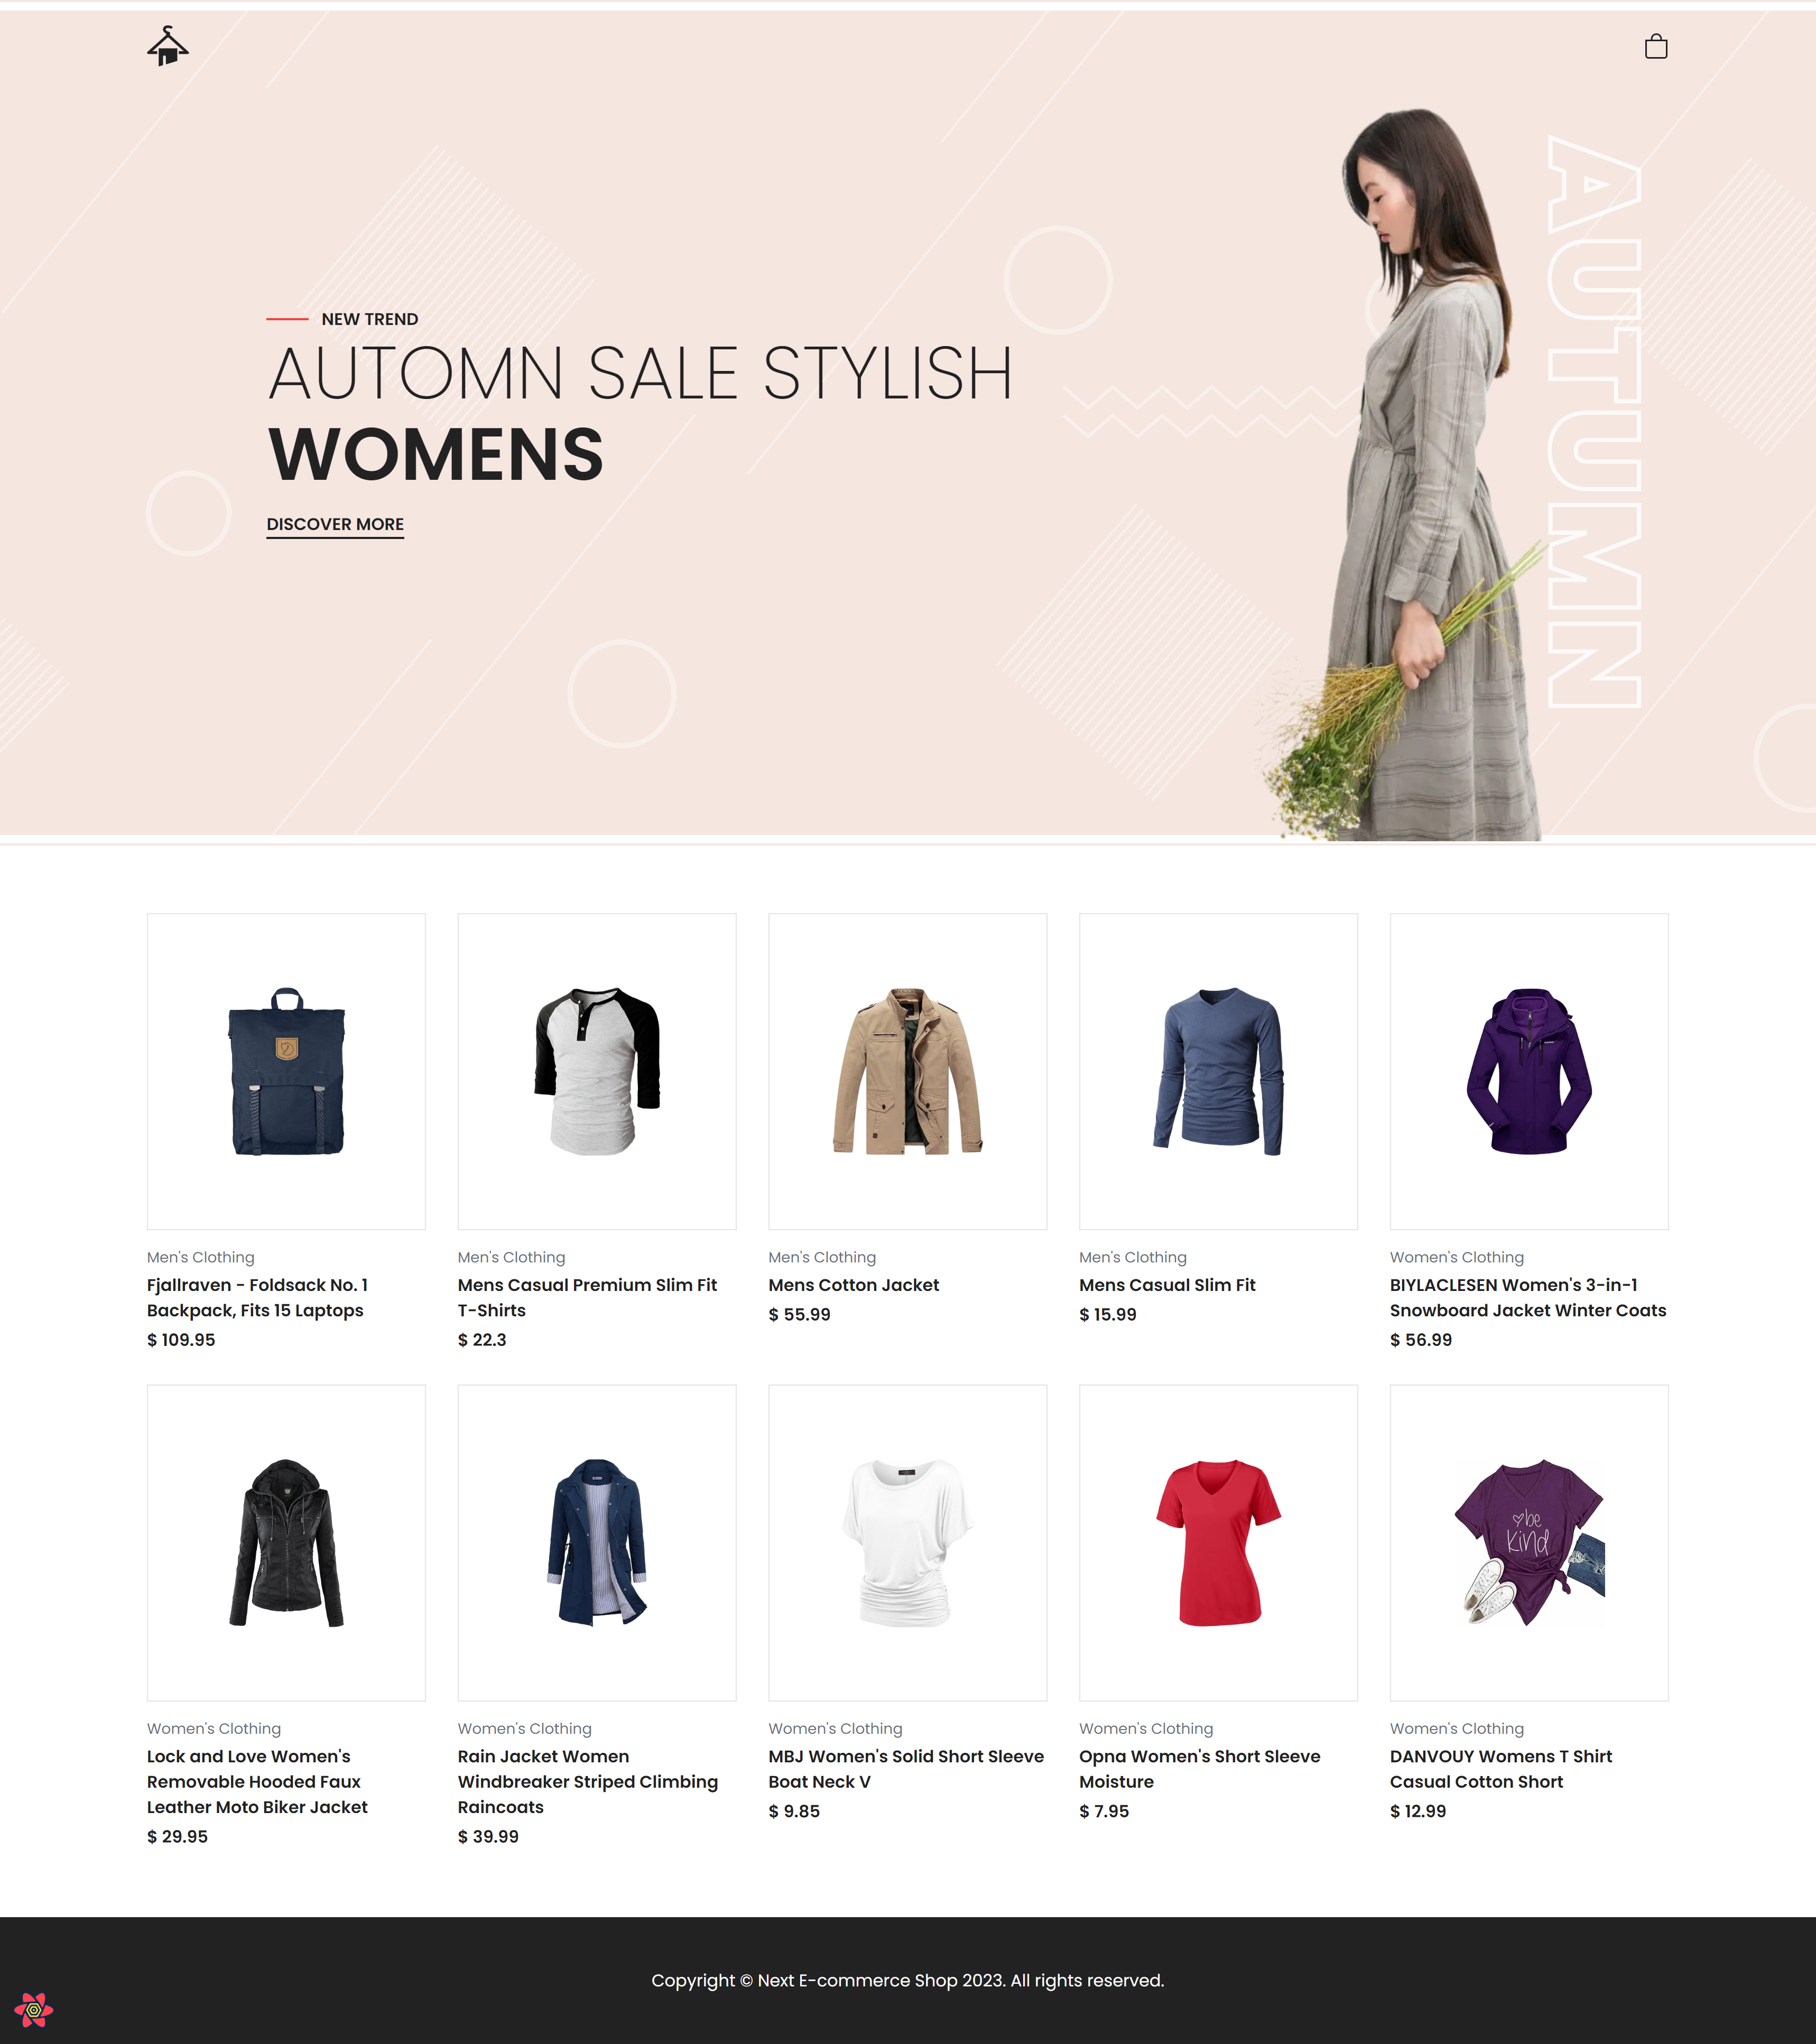 NEW TREND
AUTOMN SALE STYLISH
WOMENS
DISCOVER MORE
AUTUMN
Men's Clothing
Fjallraven - Foldsack No. 1
Backpack, Fits 15 Laptops
$ 109.95
Men's Clothing
Mens Casual Premium Slim Fit
T-Shirts
$ 22.3
Men's Clothing
Mens Cotton Jacket
$ 55.99
Men's Clothing
Mens Casual Slim Fit
$ 15.99
Women's Clothing
BIYLACLESEN Women's 3-in-1
Snowboard Jacket Winter Coats
$ 56.99
be
kind
Women's Clothing
Lock and Love Women's
Removable Hooded Faux
Leather Moto Biker Jacket
$ 29.95
Women's Clothing
Rain Jacket Women
Windbreaker Striped Climbing
Raincoats
$ 39.99
Women's Clothing
MBJ Women's Solid Short Sleeve
Boat Neck V
$ 9.85
Women's Clothing
Opna Women's Short Sleeve
Moisture
$ 7.95
Women's Clothing
DANVOUY Womens T Shirt
Casual Cotton Short
$ 12.99
Copyright © Next E-commerce Shop 2023. All rights reserved.